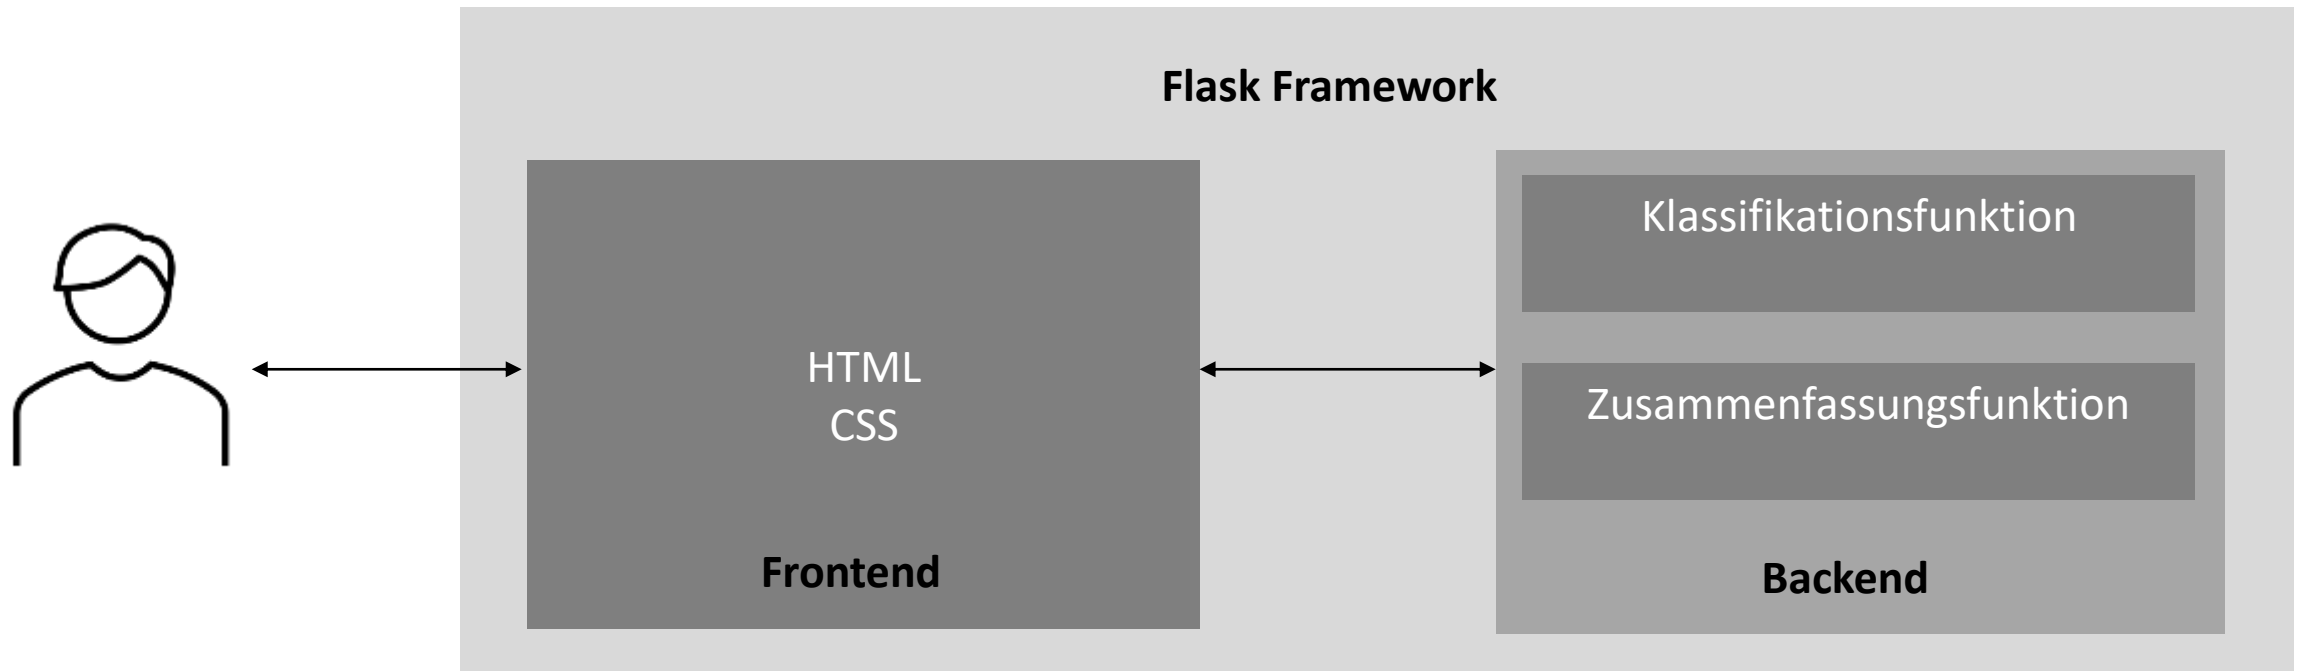 Flask Framework
HTML
CSS
Frontend
Klassifikationsfunktion
Zusammenfassungsfunktion
Backend